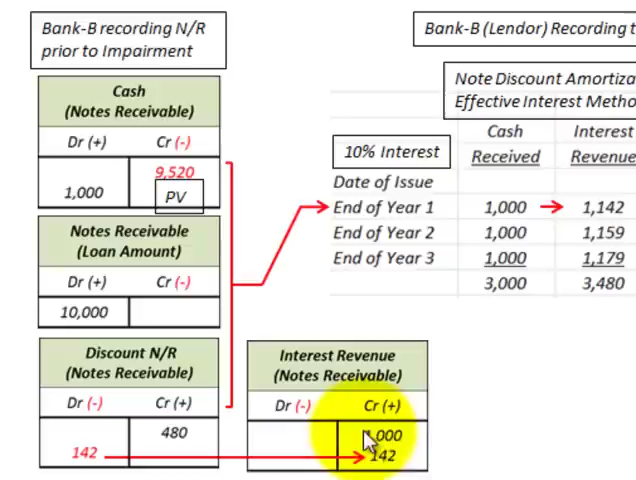 Bank-B recording N/R
prior to Impairment
Cash
(Notes Receivable)
Dr (+) Cr (-)
9,520
1,000 PV
Notes Receivable
(Loan Amount)
Dr (+) Cr (-)
10,000
Discount N/R
(Notes Receivable)
Dr (-) Cr (+)
480
142
Interest Revenue
(Notes Receivable)
Dr (-) Cr (+)
,000
142
Bank-B (Lendor) Recording t
Note Discount Amortiza
Effective Interest Metho
Cash Interest
10% Interest Received Revenue
Date of Issue
End of Year 1 1,000 1,142
End of Year 2 1,000 1,159
End of Year 3 1,000 1,179
3,000 3,480